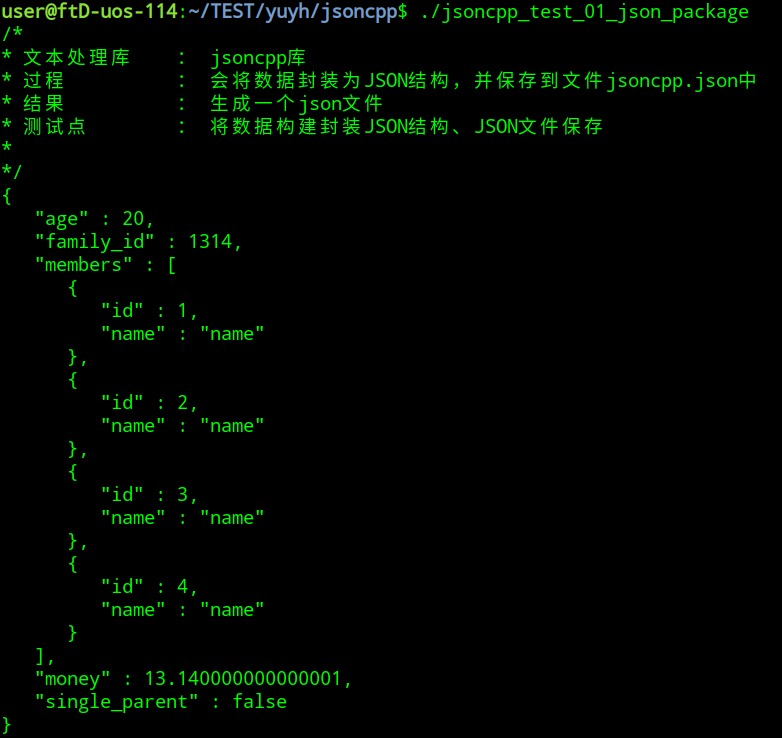 user@ftD-uos-114:~/TEST/yuyh/jsoncpp$ ./jsoncpp_test_01_json_package
/*
* 文本处理库   :  jsoncpp库
* 过程         :  会将数据封装为JSON结构，并保存到文件jsoncpp.json中
* 结果         :  生成一个json文件
* 测试点       :  将数据构建封装JSON结构、JSON文件保存
*
*/
{
   "age" : 20,
   "family_id" : 1314,
   "members" : [
      {
         "id" : 1,
         "name" : "name"
      },
      {
         "id" : 2,
         "name" : "name"
      },
      {
         "id" : 3,
         "name" : "name"
      },
      {
         "id" : 4,
         "name" : "name"
      }
   ],
   "money" : 13.140000000000001,
   "single_parent" : false
}